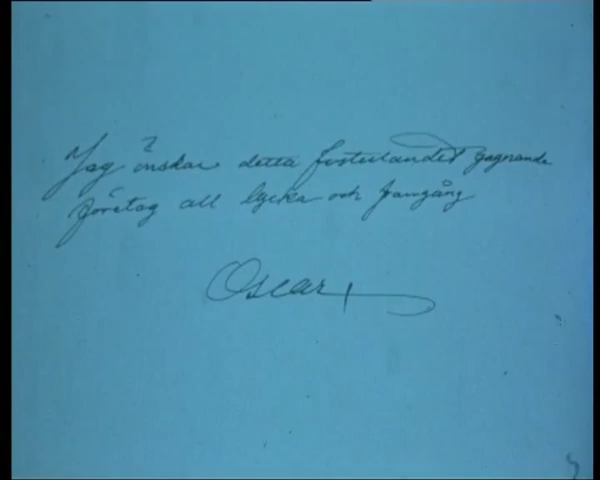 Jag önskar detta fosterlandet gagnande
företag all lycka och framgång
Oscar